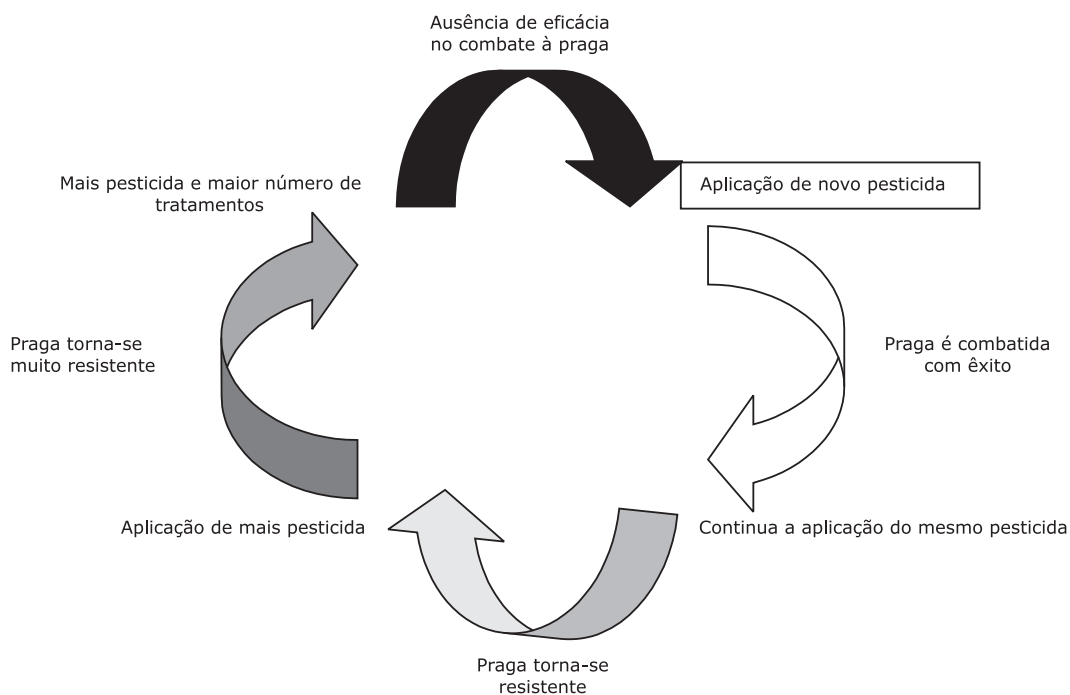 Ausência de eficácia
no combate à praga
Aplicação de novo pesticida
Praga é combatida
com êxito
Continua a aplicação do mesmo pesticida
Praga torna-se
resistente
Aplicação de mais pesticida
Praga torna-se
muito resistente
Mais pesticida e maior número de
tratamentos